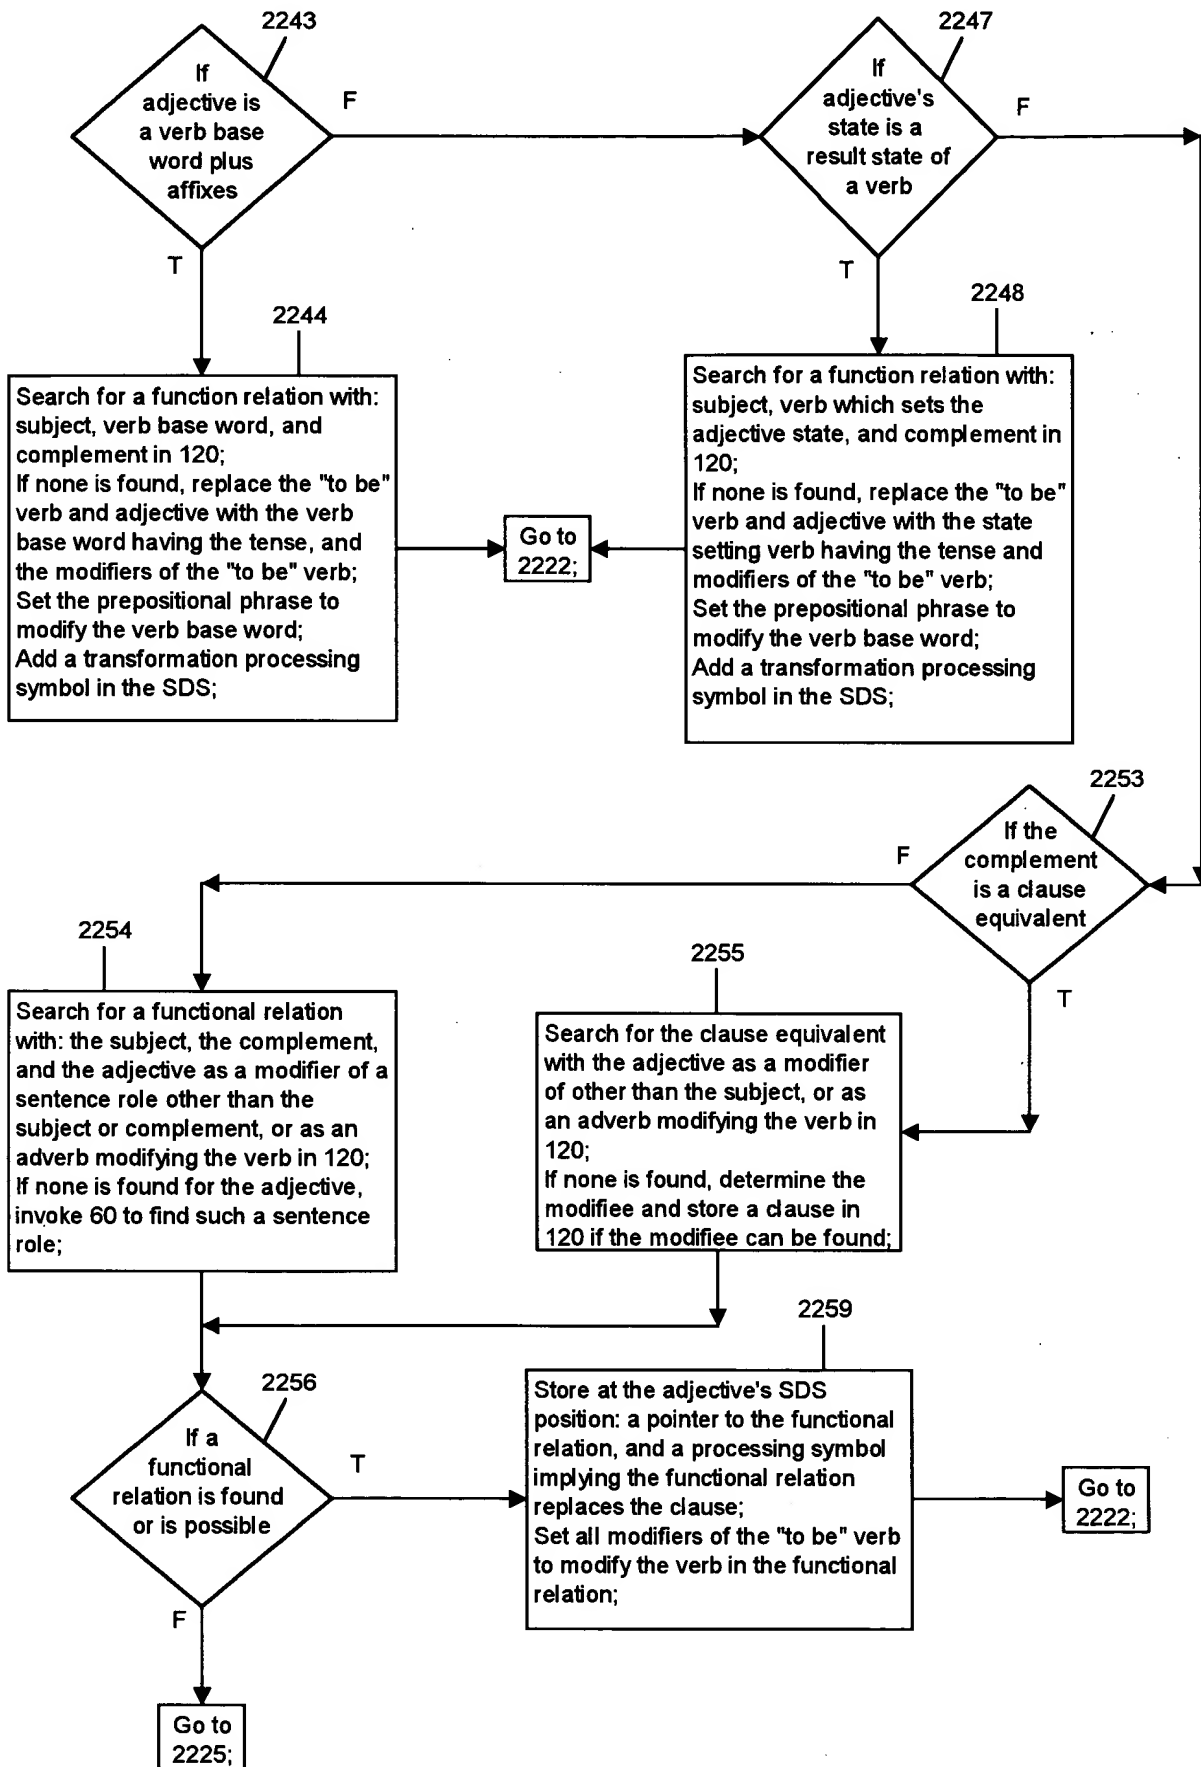 2243
If
adjective is
a verb base
word plus
affixes
F
T
2247
If
adjective's
state is a
result state of
a verb
F
T
2244
Search for a function relation with:
subject, verb base word, and
complement in 120;
If none is found, replace the "to be"
verb and adjective with the verb
base word having the tense, and
the modifiers of the "to be" verb;
Set the prepositional phrase to
modify the verb base word;
Add a transformation processing
symbol in the SDS;
Go to
2222;
2248
Search for a function relation with:
subject, verb which sets the
adjective state, and complement in
120;
If none is found, replace the "to be"
verb and adjective with the state
setting verb having the tense and
modifiers of the "to be" verb;
Set the prepositional phrase to
modify the verb base word;
Add a transformation processing
symbol in the SDS;
2253
If the
complement
is a clause
equivalent
F
T
2254
Search for a functional relation
with: the subject, the complement,
and the adjective as a modifier of a
sentence role other than the
subject or complement, or as an
adverb modifying the verb in 120;
If none is found for the adjective,
invoke 60 to find such a sentence
role;
2255
Search for the clause equivalent
with the adjective as a modifier
of other than the subject, or as
an adverb modifying the verb in
120;
If none is found, determine the
modifiee and store a clause in
120 if the modifiee can be found;
2256
If a
functional
relation is found
or is possible
T
F
2259
Store at the adjective's SDS
position: a pointer to the functional
relation, and a processing symbol
implying the functional relation
replaces the clause;
Set all modifiers of the "to be" verb
to modify the verb in the functional
relation;
Go to
2222;
Go to
2225;